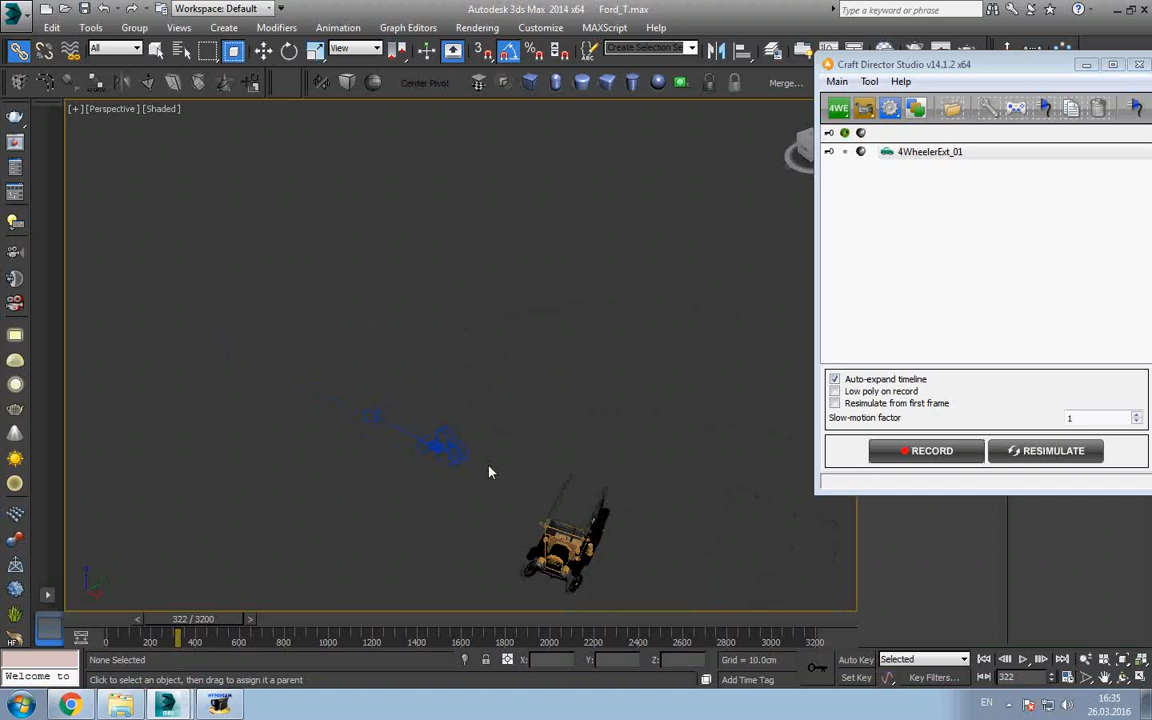 Workspace: Default
Autodesk 3ds Max 2014 x64 Ford_T.max
Type a keyword or phrase
Edit Tools Group Views Create Modifiers Animation Graph Editors Rendering Customize MAXScript Help
All
View
Create Selection Se
Center Pivot
Merge...
[+] [Perspective] [Shaded]
Craft Director Studio v14.1.2 x64
Main Tool Help
4WE
4WheelerExt_01
Auto-expand timeline
Low poly on record
Resimulate from first frame
Slow-motion factor
1
RECORD
RESIMULATE
322 / 3200
0 200 400 600 800 1000 1200 1400 1600 1800 2000 2200 2400 2600 2800 3000 3200
None Selected
X: Y: Z: Grid = 10.0cm
Auto Key
Selected
Welcome to
Click to select an object, then drag to assign it a parent
Add Time Tag
Set Key
Key Filters...
322
EN
16:35
26.03.2016